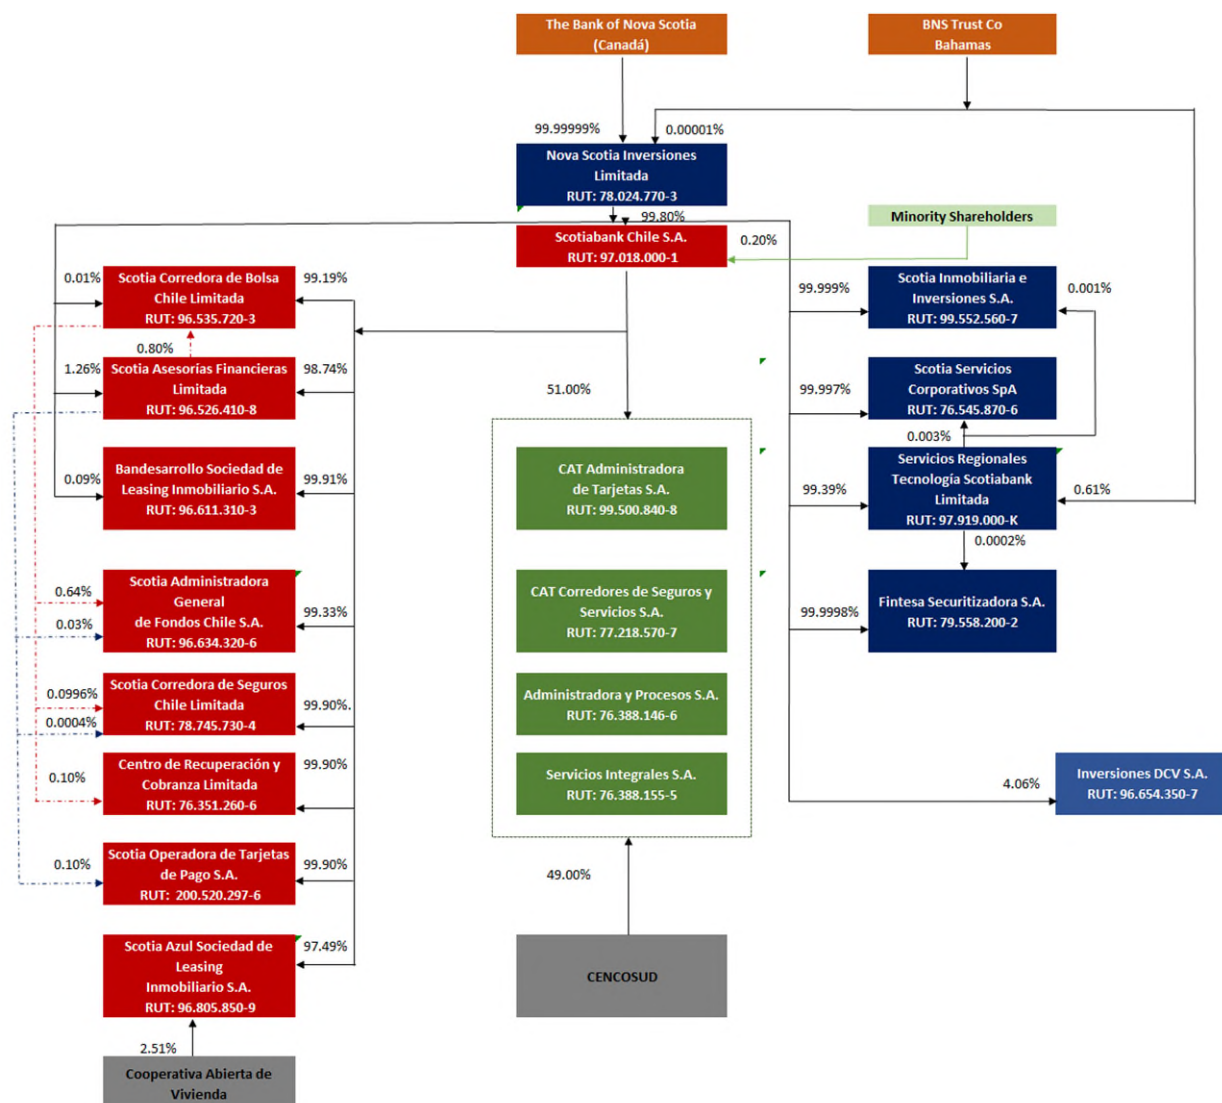 The Bank of Nova Scotia
(Canadá)
BNS Trust Co
Bahamas
99.99999%
0.00001%
Nova Scotia Inversiones
Limitada
RUT: 78.024.770-3
99.80%
Minority Shareholders
Scotiabank Chile S.A.
RUT: 97.018.000-1
0.20%
0.01%
Scotia Corredora de Bolsa
Chile Limitada
RUT: 96.535.720-3
99.19%
99.999%
Scotia Inmobiliaria e
Inversiones S.A.
RUT: 99.552.560-7
0.001%
0.80%
1.26%
Scotia Asesorías Financieras
Limitada
RUT: 96.526.410-8
98.74%
51.00%
99.997%
Scotia Servicios
Corporativos SpA
RUT: 76.545.870-6
0.003%
0.09%
Bandesarrollo Sociedad de
Leasing Inmobiliario S.A.
RUT: 96.611.310-3
99.91%
CAT Administradora
de Tarjetas S.A.
RUT: 99.500.840-8
99.39%
Servicios Regionales
Tecnología Scotiabank
Limitada
RUT: 97.919.000-K
0.61%
0.0002%
0.64%
0.03%
Scotia Administradora
General
de Fondos Chile S.A.
RUT: 96.634.320-6
99.33%
CAT Corredores de Seguros y
Servicios S.A.
RUT: 77.218.570-7
99.9998%
Fintesa Securitizadora S.A.
RUT: 79.558.200-2
0.0996%
0.0004%
Scotia Corredora de Seguros
Chile Limitada
RUT: 78.745.730-4
99.90%.
Administradora y Procesos S.A.
RUT: 76.388.146-6
0.10%
Centro de Recuperación y
Cobranza Limitada
RUT: 76.351.260-6
99.90%
Servicios Integrales S.A.
RUT: 76.388.155-5
4.06%
Inversiones DCV S.A.
RUT: 96.654.350-7
0.10%
Scotia Operadora de Tarjetas
de Pago S.A.
RUT: 200.520.297-6
99.90%
49.00%
Scotia Azul Sociedad de
Leasing
Inmobiliario S.A.
RUT: 96.805.850-9
97.49%
CENCOSUD
2.51%
Cooperativa Abierta de
Vivienda